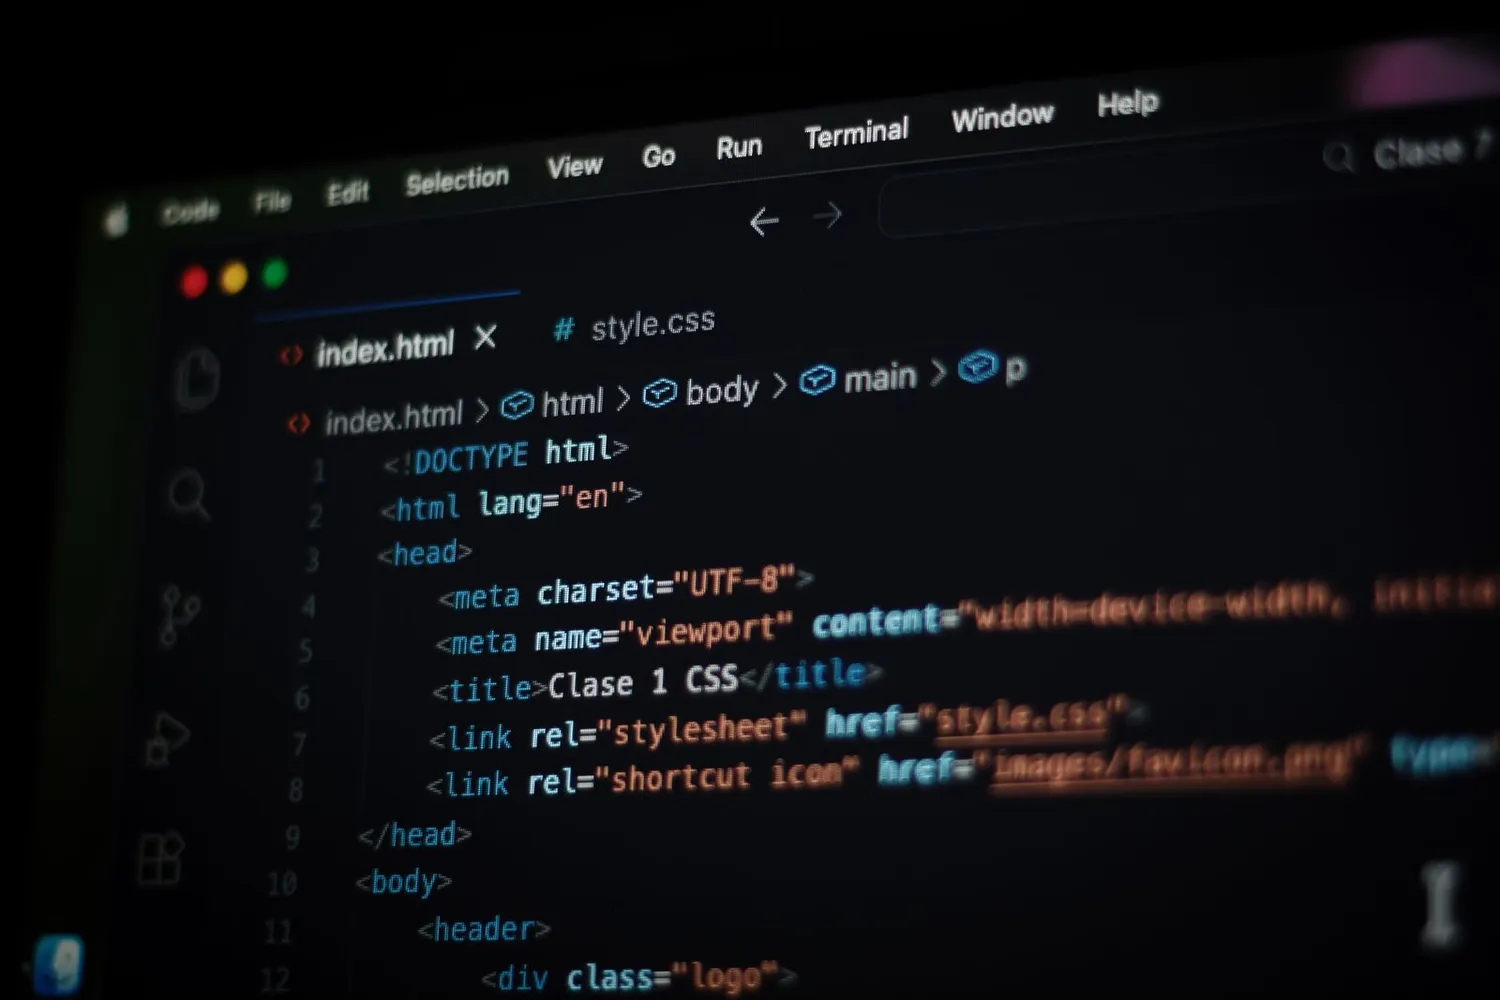 Code File Edit Selection View Go Run Terminal Window Help
Clase 7
index.html # style.css
index.html > html > body > main > p
1 <!DOCTYPE html>
2 <html lang="en">
3 <head>
4 <meta charset="UTF-8">
5 <meta name="viewport" content="width=device-width, initia
6 <title>Clase 1 CSS</title>
7 <link rel="stylesheet" href="style.css">
8 <link rel="shortcut icon" href="images/favicon.png" type=
9 </head>
10 <body>
11 <header>
12 <div class="logo">